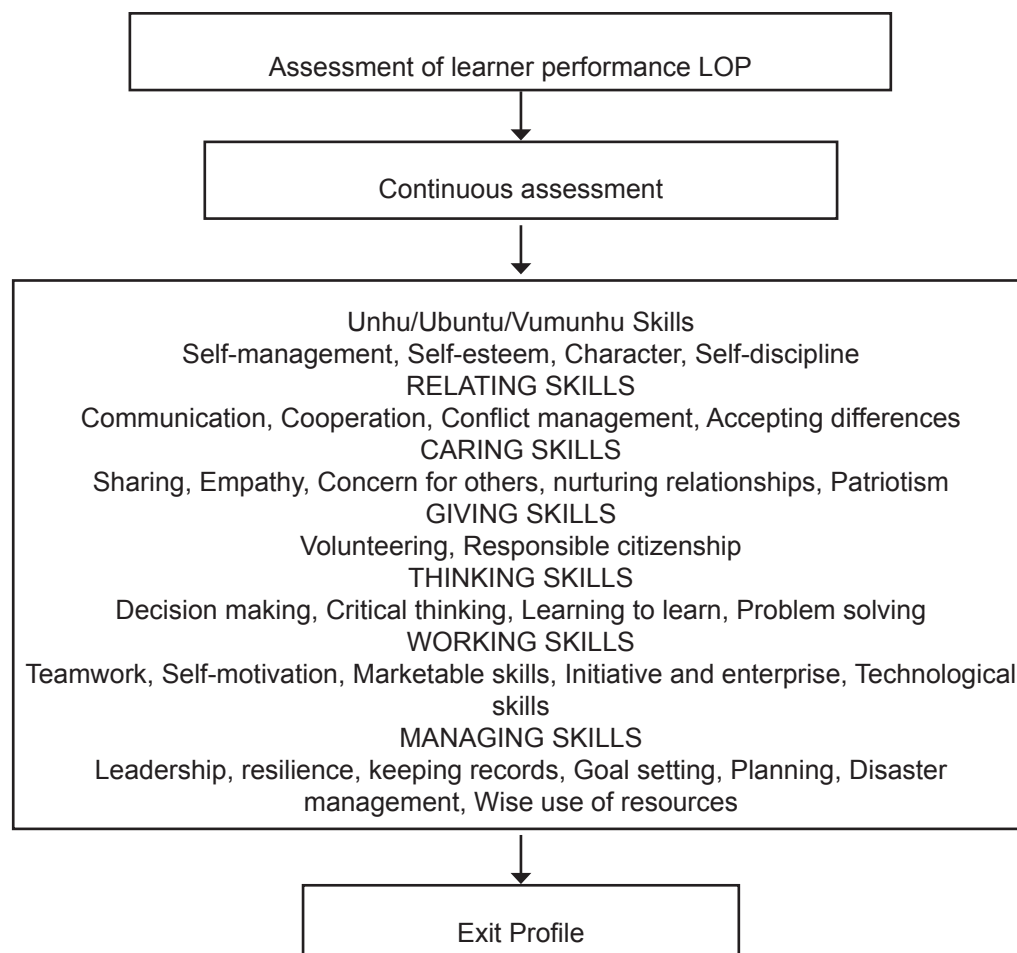 Assessment of learner performance LOP
Continuous assessment
Unhu/Ubuntu/Vumunhu Skills
Self-management, Self-esteem, Character, Self-discipline
RELATING SKILLS
Communication, Cooperation, Conflict management, Accepting differences
CARING SKILLS
Sharing, Empathy, Concern for others, nurturing relationships, Patriotism
GIVING SKILLS
Volunteering, Responsible citizenship
THINKING SKILLS
Decision making, Critical thinking, Learning to learn, Problem solving
WORKING SKILLS
Teamwork, Self-motivation, Marketable skills, Initiative and enterprise, Technological
skills
MANAGING SKILLS
Leadership, resilience, keeping records, Goal setting, Planning, Disaster
management, Wise use of resources
Exit Profile